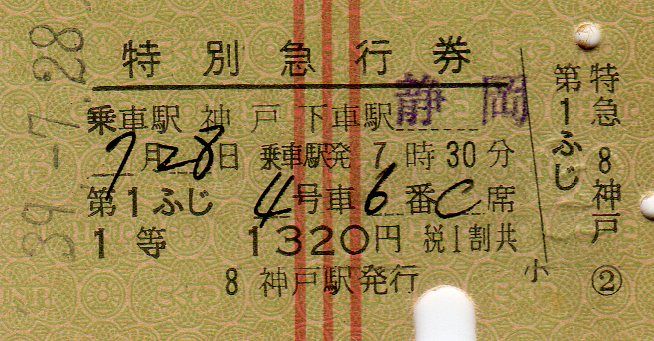 39.-7.28
特別急行券
乗車駅 神戸 下車駅 静岡
7月28日 乗車駅発 7時30分
第1ふじ 4号車6番C席
1等 1320円 税1割共
8 神戸駅発行
小
特急 8神戸 ②
第1ふじ